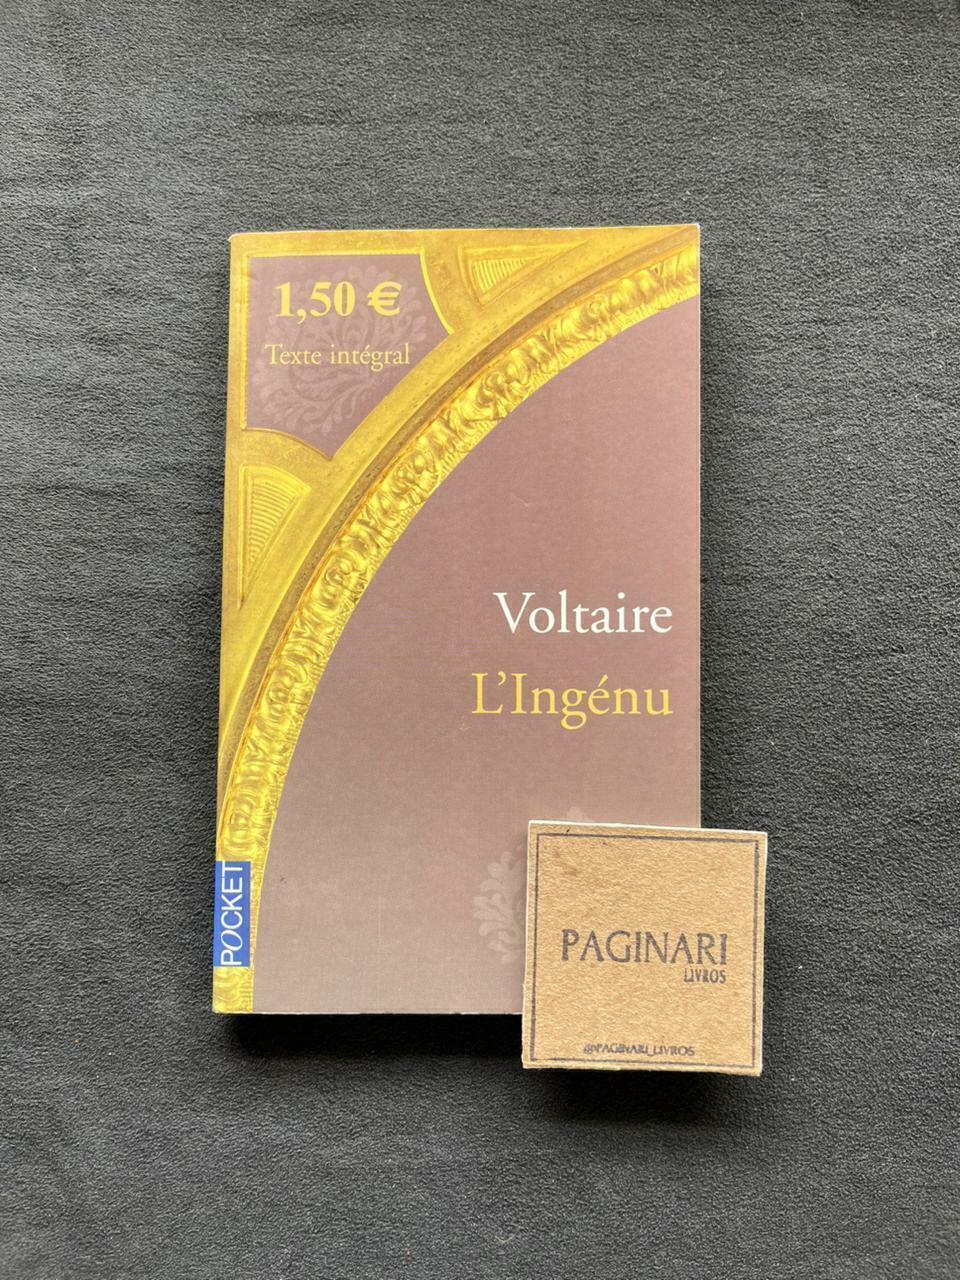 1,50 €
Texte intégral
Voltaire
L'Ingénu
POCKET
PAGINARI
LIVROS
@PAGINARI_LIVROS